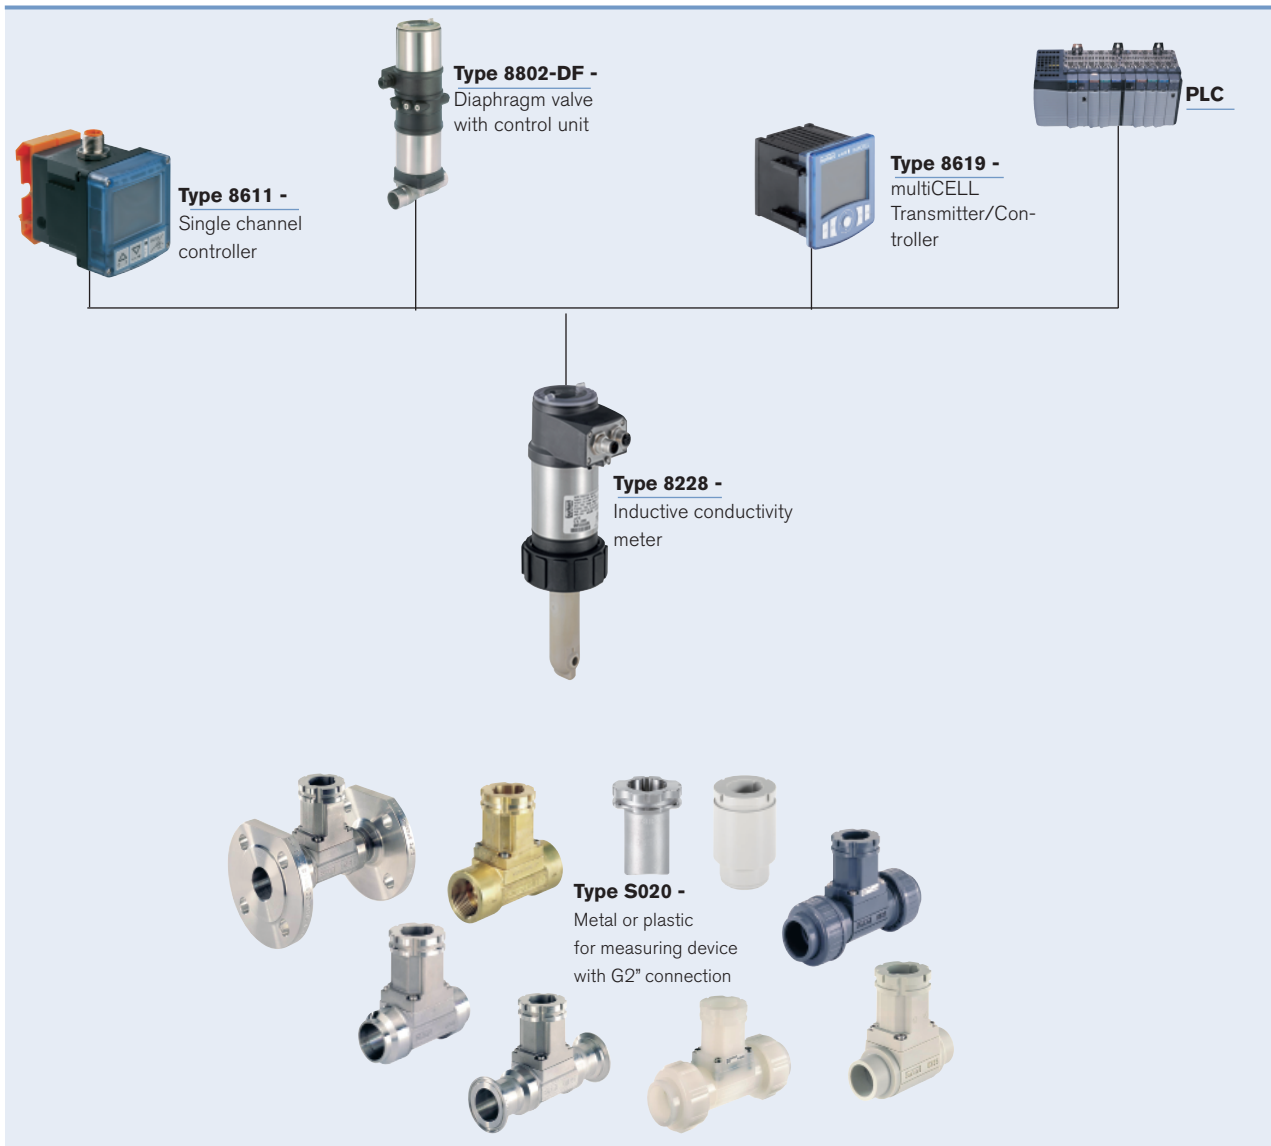 Type 8802-DF -
Diaphragm valve
with control unit
PLC
Type 8619 -
multiCELL
Transmitter/Con-
troller
Type 8611 -
Single channel
controller
Type 8228 -
Inductive conductivity
meter
Type S020 -
Metal or plastic
for measuring device
with G2” connection